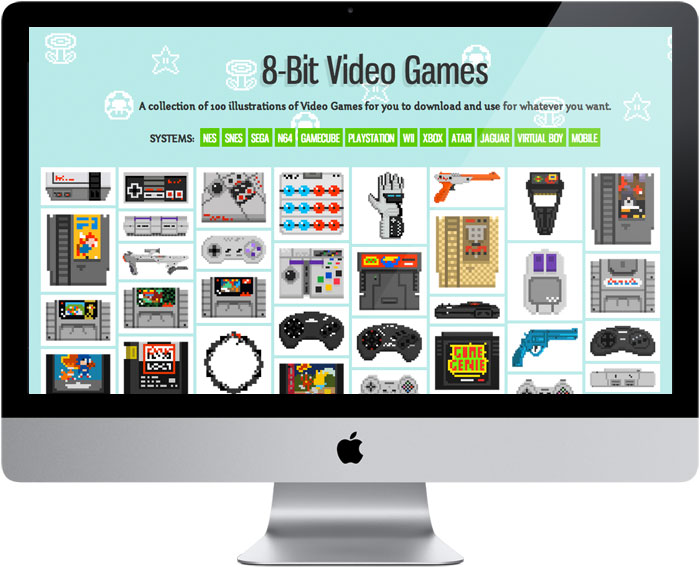 8-Bit Video Games
A collection of 100 illustrations of Video Games for you to download and use for whatever you want.
SYSTEMS: NES SNES SEGA N64 GAMECUBE PLAYSTATION WII XBOX ATARI JAGUAR VIRTUAL BOY MOBILE
GAME
GENIE